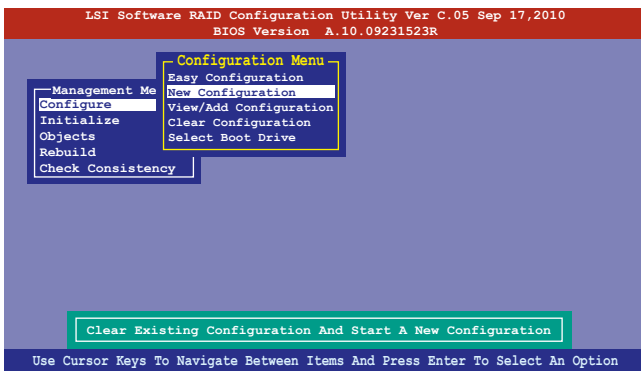 LSI Software RAID Configuration Utility Ver C.05 Sep 17,2010
BIOS Version A.10.09231523R
Configuration Menu
Easy Configuration
New Configuration
View/Add Configuration
Clear Configuration
Select Boot Drive
Management Me
Configure
Initialize
Objects
Rebuild
Check Consistency
Clear Existing Configuration And Start A New Configuration
Use Cursor Keys To Navigate Between Items And Press Enter To Select An Option